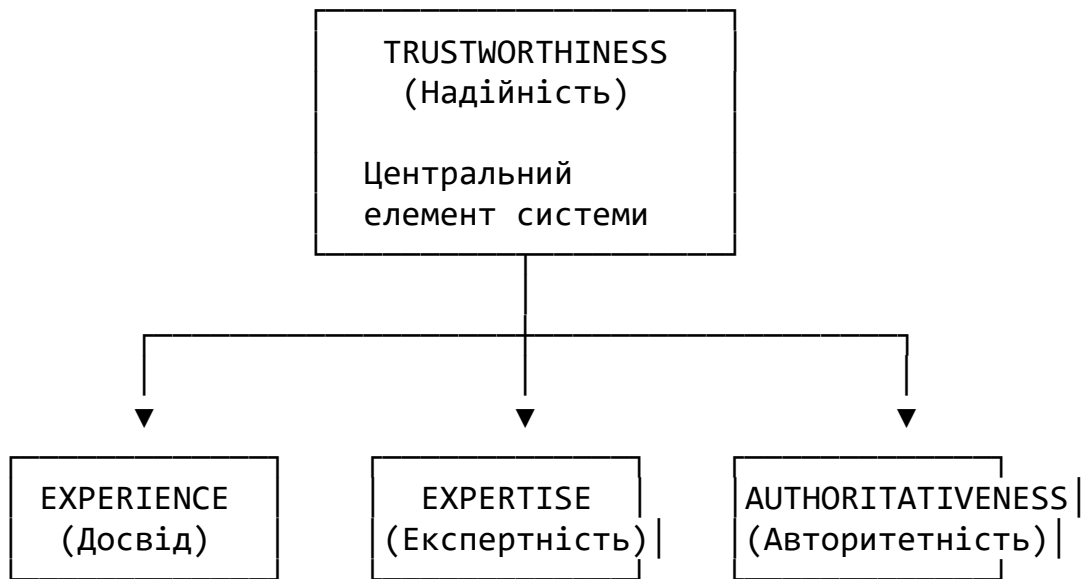 TRUSTWORTHINESS
(Надійність)
Центральний
елемент системи
EXPERIENCE
(Досвід)
EXPERTISE
(Експертність)
AUTHORITATIVENESS
(Авторитетність)